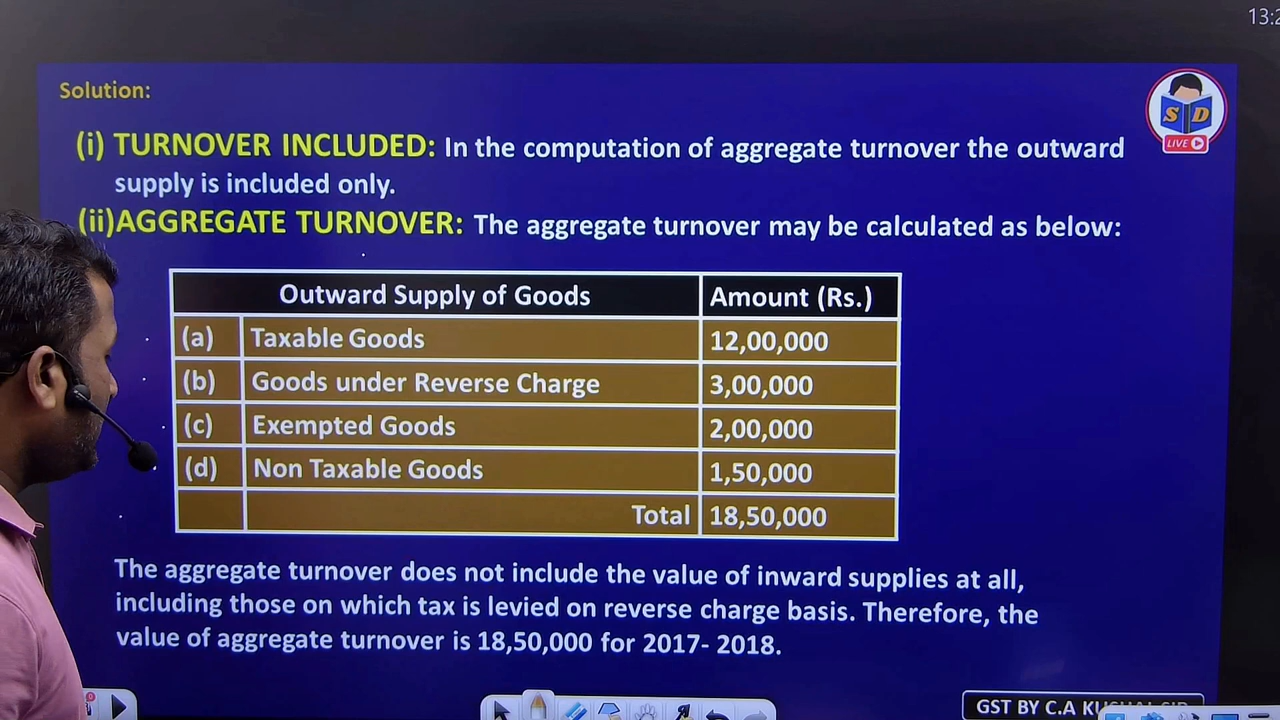 13:2
Solution:
S D
LIVE
(i) TURNOVER INCLUDED: In the computation of aggregate turnover the outward
supply is included only.
(ii)AGGREGATE TURNOVER: The aggregate turnover may be calculated as below:
Outward Supply of Goods Amount (Rs.)
(a) Taxable Goods 12,00,000
(b) Goods under Reverse Charge 3,00,000
(c) Exempted Goods 2,00,000
(d) Non Taxable Goods 1,50,000
Total 18,50,000
The aggregate turnover does not include the value of inward supplies at all,
including those on which tax is levied on reverse charge basis. Therefore, the
value of aggregate turnover is 18,50,000 for 2017- 2018.
GST BY C.A